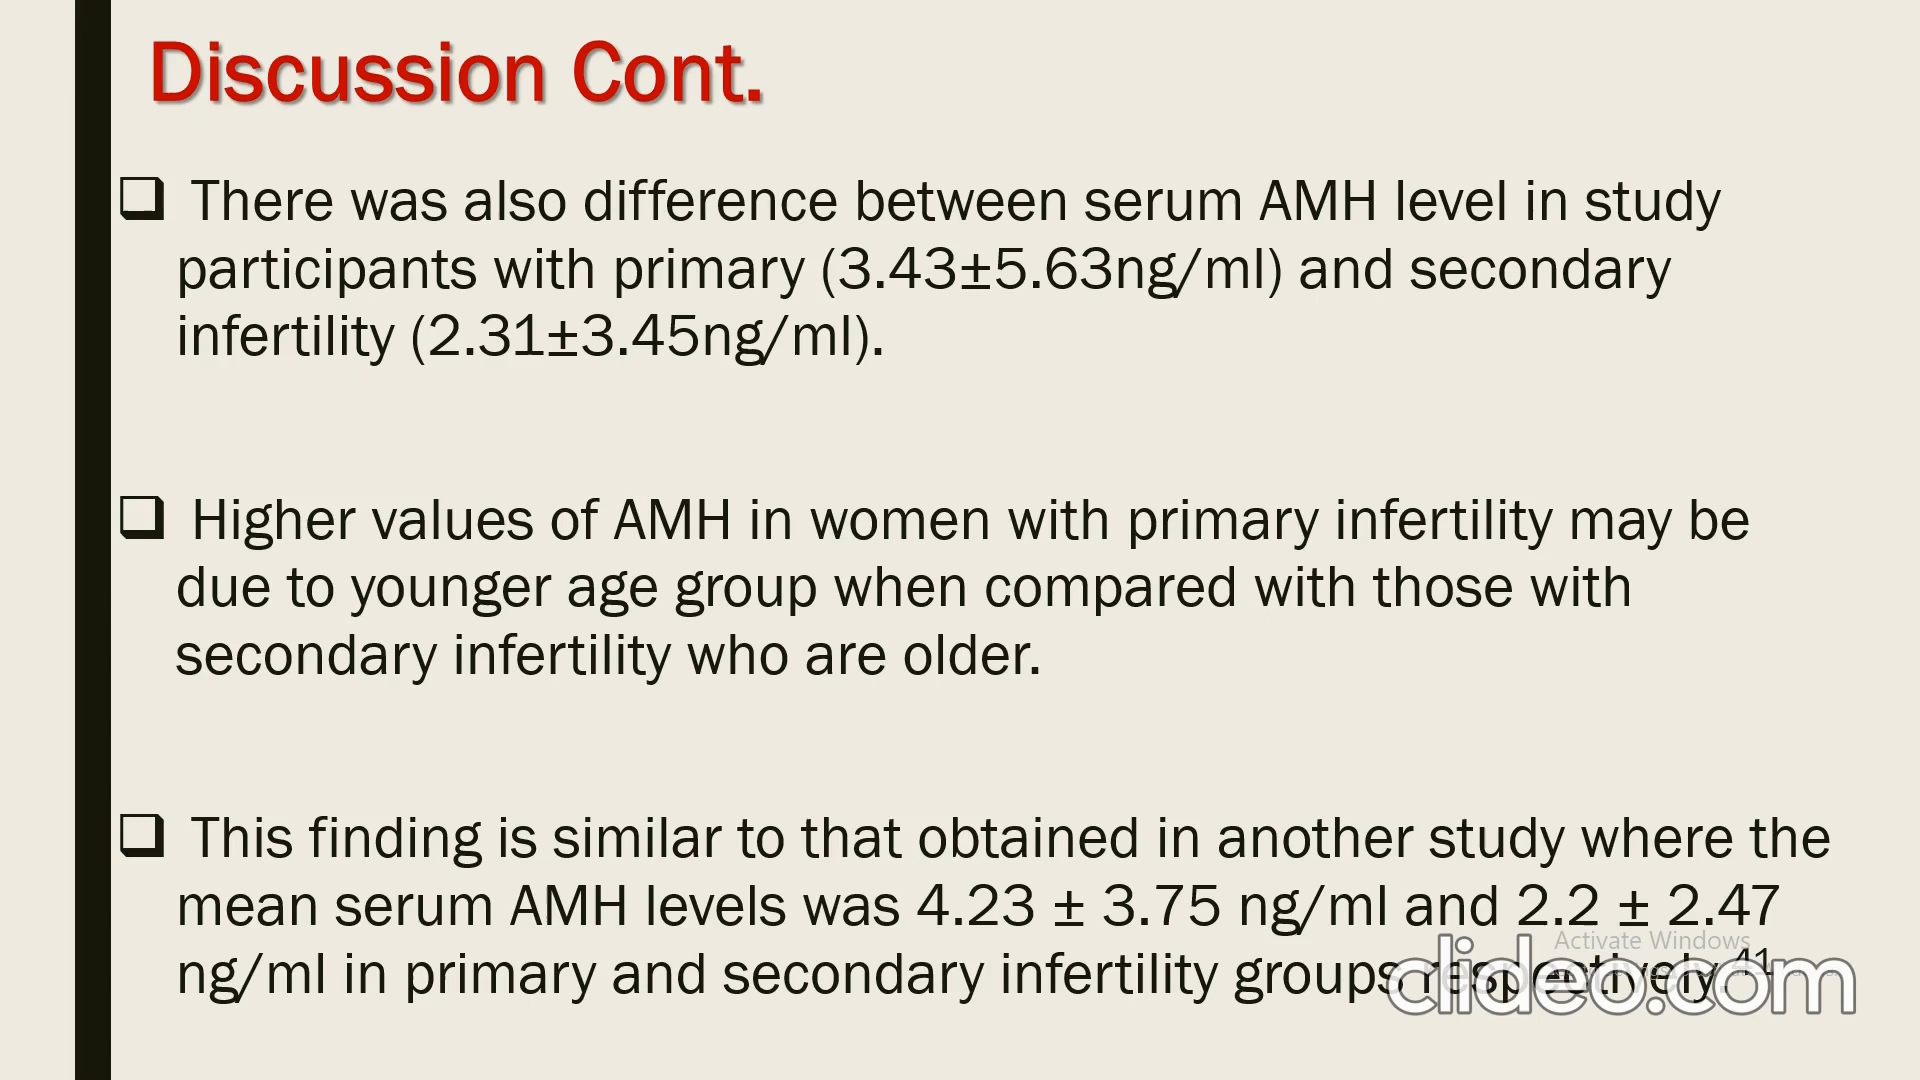 Discussion Cont.
There was also difference between serum AMH level in study
participants with primary (3.43±5.63ng/ml) and secondary
infertility (2.31±3.45ng/ml).
Higher values of AMH in women with primary infertility may be
due to younger age group when compared with those with
secondary infertility who are older.
This finding is similar to that obtained in another study where the
mean serum AMH levels was 4.23 ± 3.75 ng/ml and 2.2 ± 2.47
Activate Windows
ng/ml in primary and secondary infertility groups respectively.41
clideo.com